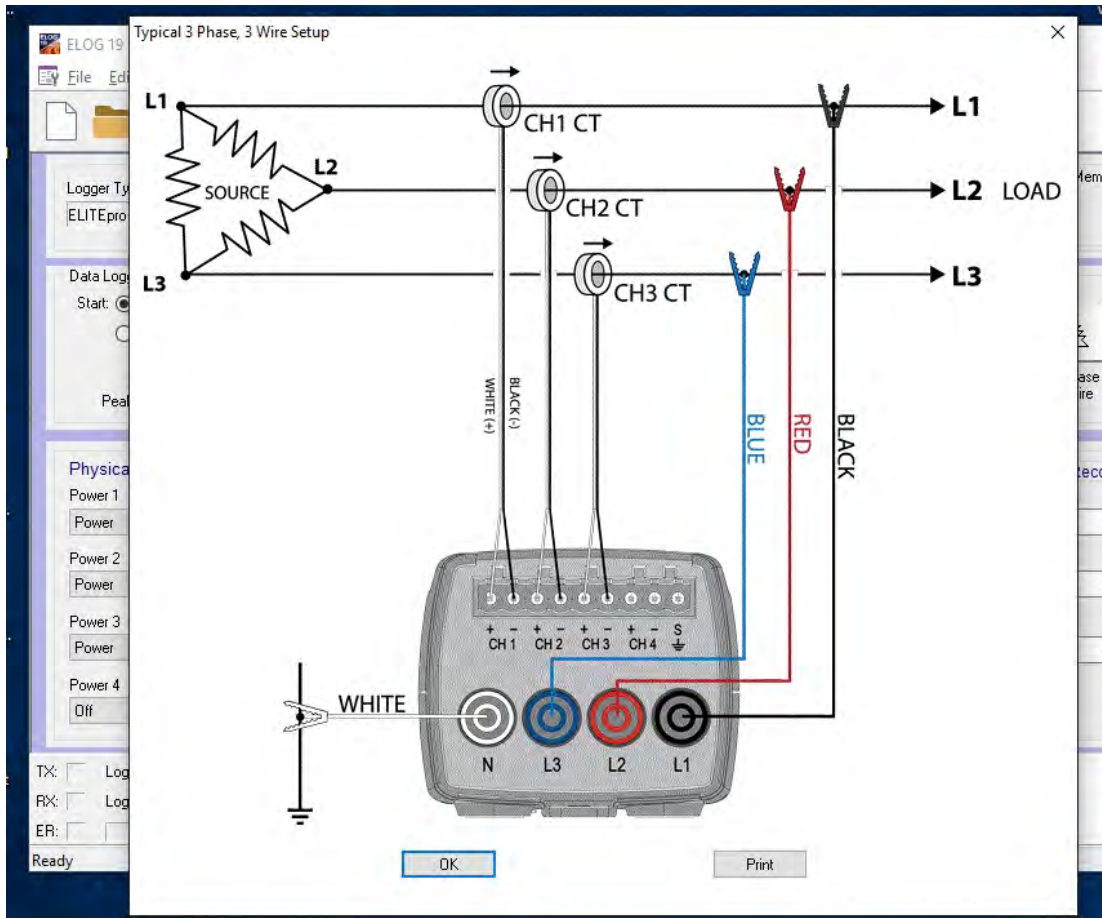 Typical 3 Phase, 3 Wire Setup
ELOG 19
File Edi
L1
CH1 CT
L1
L2
SOURCE
CH2 CT
L2 LOAD
L3
CH3 CT
L3
Logger Ty
ELITEpro
Data Logg
Start:
Peal
WHITE (+)
BLACK (-)
BLUE
RED
BLACK
Physica
Power 1
Power
Power 2
Power
Power 3
Power
Power 4
Off
+ - + - + - + - S
CH 1 CH 2 CH 3 CH 4
WHITE
N L3 L2 L1
TX: Log
RX: Log
ER:
Ready
OK Print
Mem
ase
ire